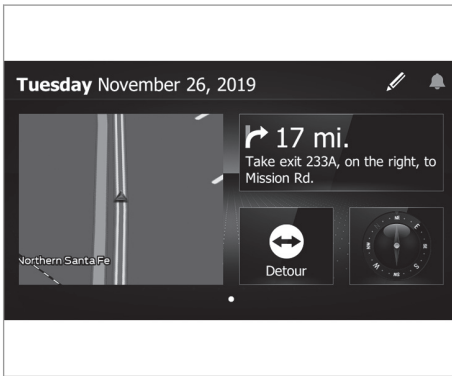 Tuesday November 26, 2019
17 mi.
Take exit 233A, on the right, to
Mission Rd.
Northern Santa Fe
Detour